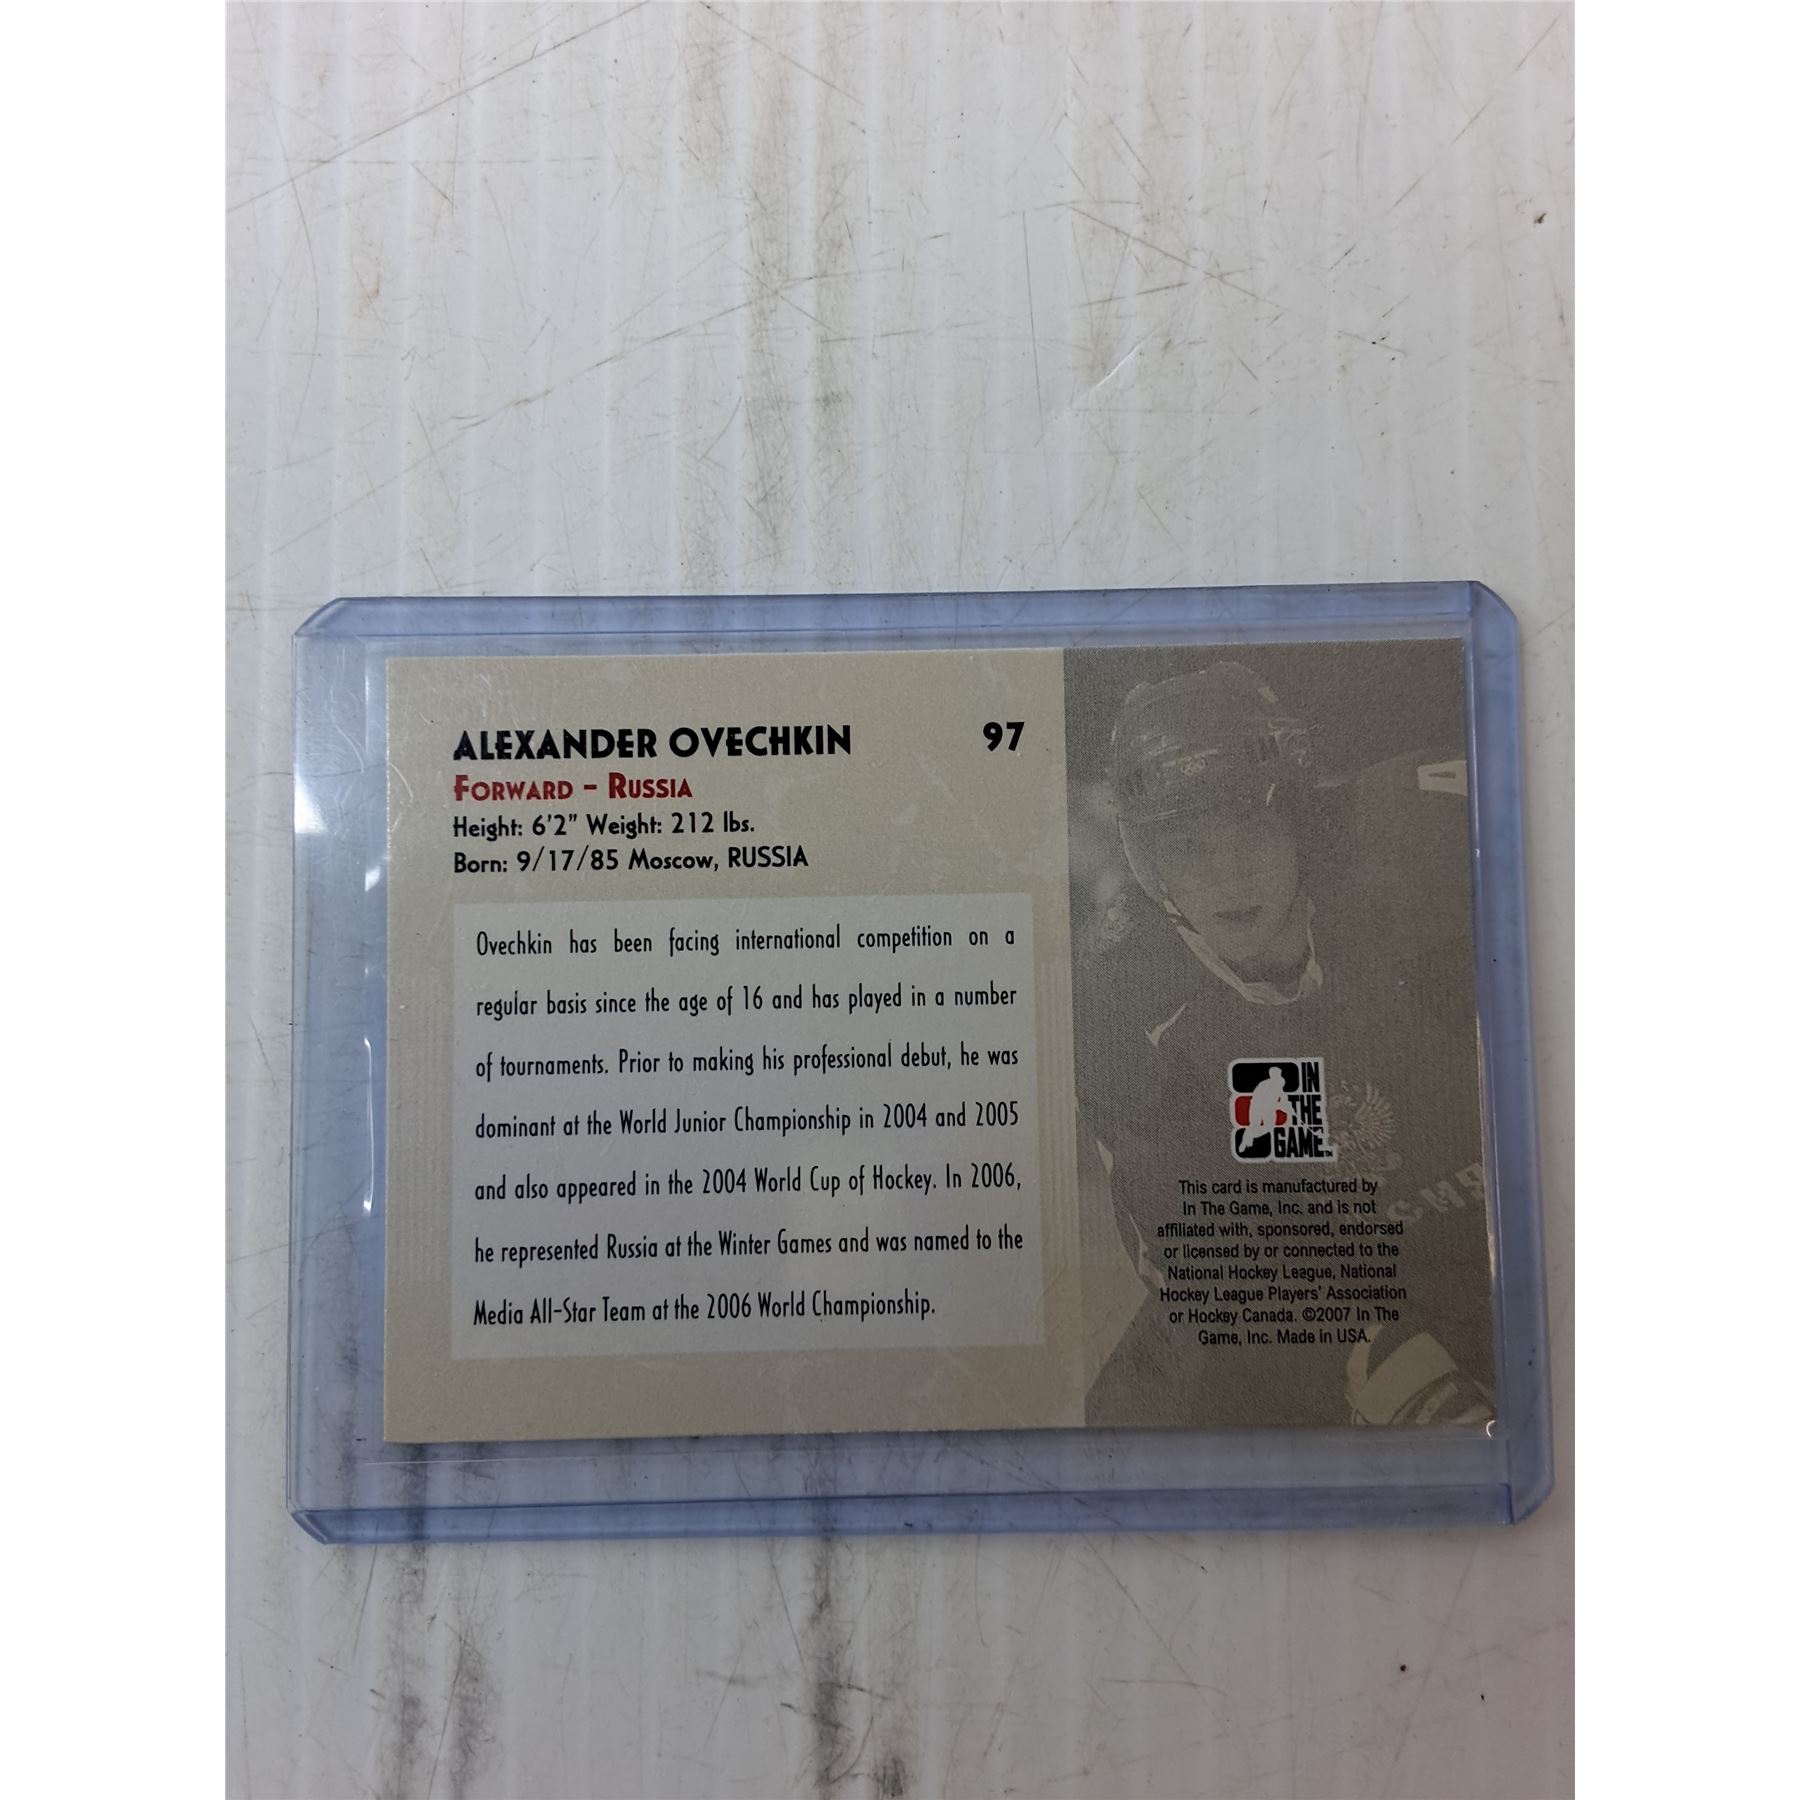 ALEXANDER OVECHKIN 97
FORWARD - RUSSIA
Height: 6'2" Weight: 212 lbs.
Born: 9/17/85 Moscow, RUSSIA
Ovechkin has been facing international competition on a
regular basis since the age of 16 and has played in a number
of tournaments. Prior to making his professional debut, he was
dominant at the World Junior Championship in 2004 and 2005
and also appeared in the 2004 World Cup of Hockey. In 2006,
he represented Russia at the Winter Games and was named to the
Media All-Star Team at the 2006 World Championship.
IN
THE
GAME™
This card is manufactured by
In The Game, Inc. and is not
affiliated with, sponsored, endorsed
or licensed by or connected to the
National Hockey League, National
Hockey League Players' Association
or Hockey Canada. ©2007 In The
Game, Inc. Made in USA.